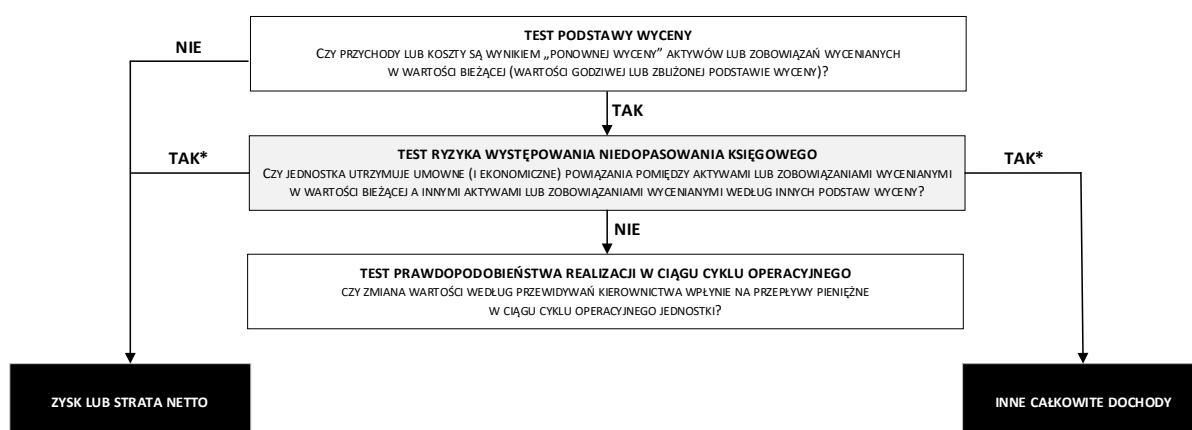 TEST PODSTAWY WYCENY
CZY PRZYCHODY LUB KOSZTY SĄ WYNIKIEM „PONOWNEJ WYCENY” AKTYWÓW LUB ZOBOWIĄZAŃ WYCENIANYCH
W WARTOŚCI BIEŻĄCEJ (WARTOŚCI GODZIWEJ LUB ZBLIŻONEJ PODSTAWIE WYCENY)?
NIE
TAK
TEST RYZYKA WYSTĘPOWANIA NIEDOPASOWANIA KSIĘGOWEGO
CZY JEDNOSTKA UTRZYMUJE UMOWNE (I EKONOMICZNE) POWIĄZANIA POMIĘDZY AKTYWAMI LUB ZOBOWIĄZANIAMI WYCENIANYMI
W WARTOŚCI BIEŻĄCEJ A INNYMI AKTYWAMI LUB ZOBOWIĄZANIAMI WYCENIANYMI WEDŁUG INNYCH PODSTAW WYCENY?
TAK*
TAK*
NIE
TEST PRAWDOPODOBIEŃSTWA REALIZACJI W CIĄGU CYKLU OPERACYJNEGO
CZY ZMIANA WARTOŚCI WEDŁUG PRZEWIDYWAŃ KIEROWNICTWA WPŁYNIE NA PRZEPŁYWY PIENIĘŻNE
W CIĄGU CYKLU OPERACYJNEGO JEDNOSTKI?
ZYSK LUB STRATA NETTO
INNE CAŁKOWITE DOCHODY